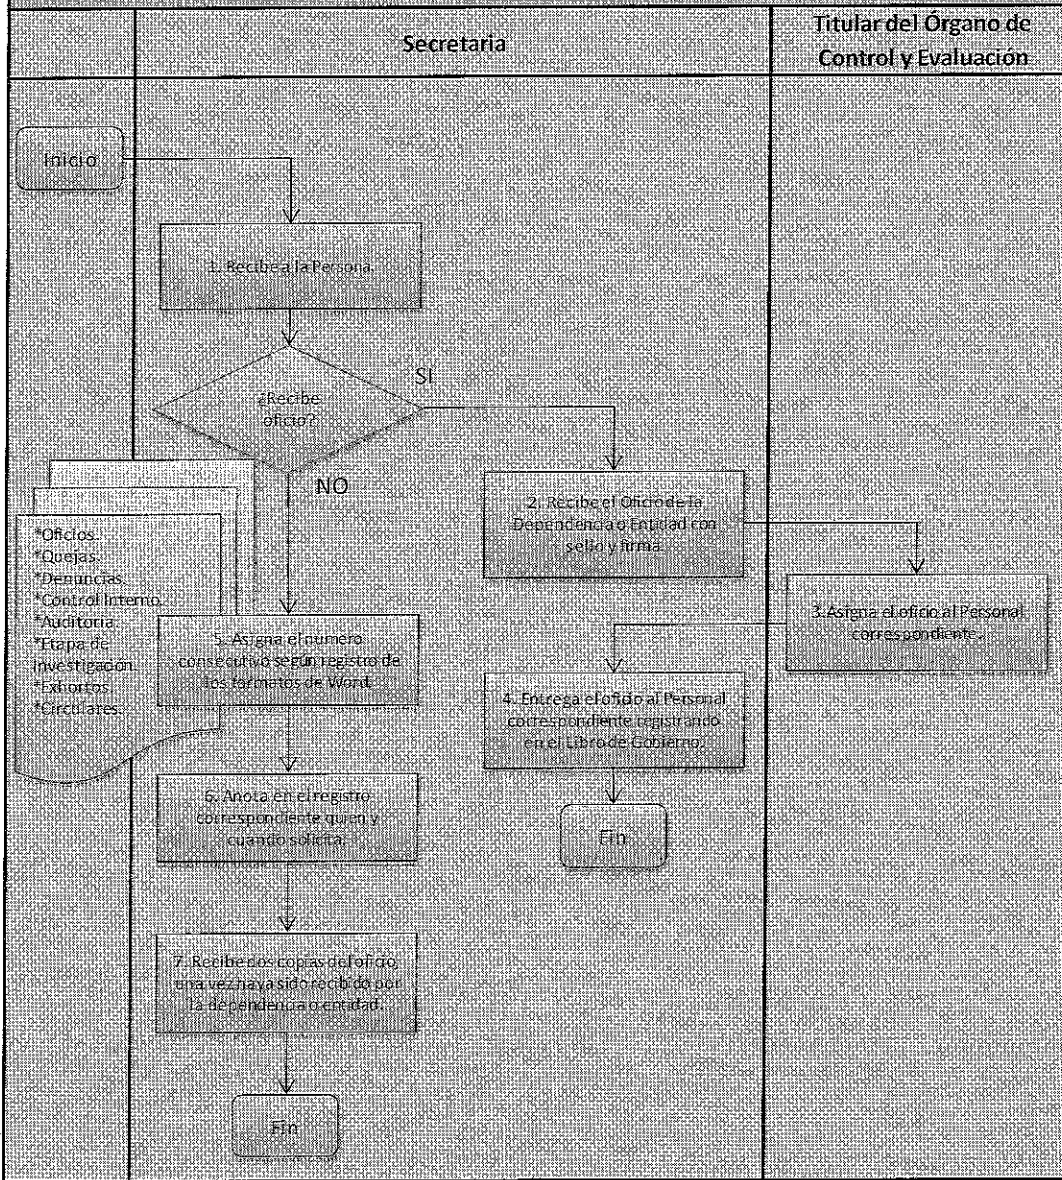 Secretaria
Titular del Órgano de
Control y Evaluación
Inicio
1. Recibe a la Persona.
¿Recibe
oficio?
SI
NO
2. Recibe el Oficio de la
Dependencia o Entidad con
sello y firma.
3. Asigna el oficio al Personal
correspondiente.
4. Entrega el oficio al Personal
correspondiente registrando
en el Libro de Gobierno.
Fin
*Oficios.
*Quejas.
*Denuncias.
*Control Interno.
*Auditoria.
*Etapa de
investigación.
*Exhortos.
*Circulares.
5. Asigna el numero
consecutivo según registro de
los formatos de Word.
6. Anota en el registro
correspondiente quien y
cuando solicita.
7. Recibe dos copias del oficio,
una vez haya sido recibido por
la dependencia o entidad.
Fin